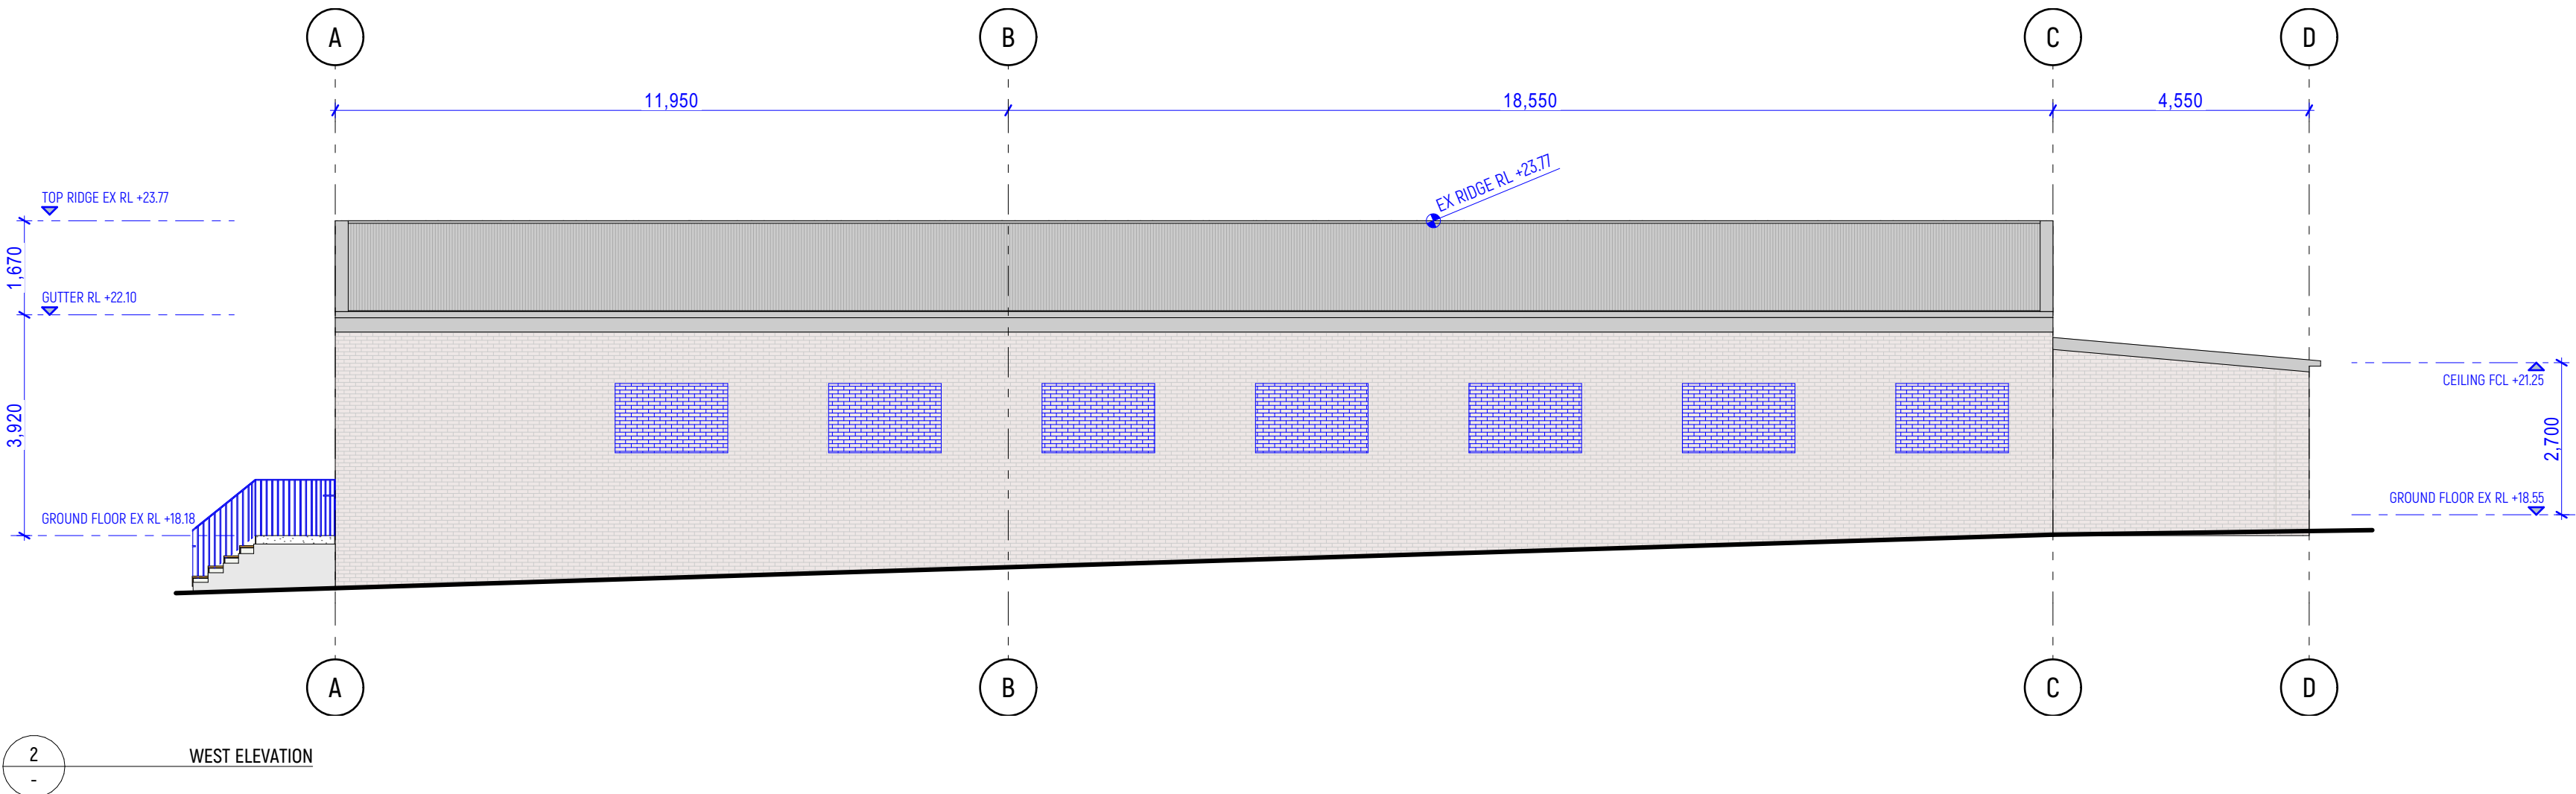 A
B
C
D
11,950
18,550
4,550
EX RIDGE RL +23.77
TOP RIDGE EX RL +23.77
1,670
GUTTER RL +22.10
3,920
GROUND FLOOR EX RL +18.18
CEILING FCL +21.25
2,700
GROUND FLOOR EX RL +18.55
A
B
C
D
2
-
WEST ELEVATION